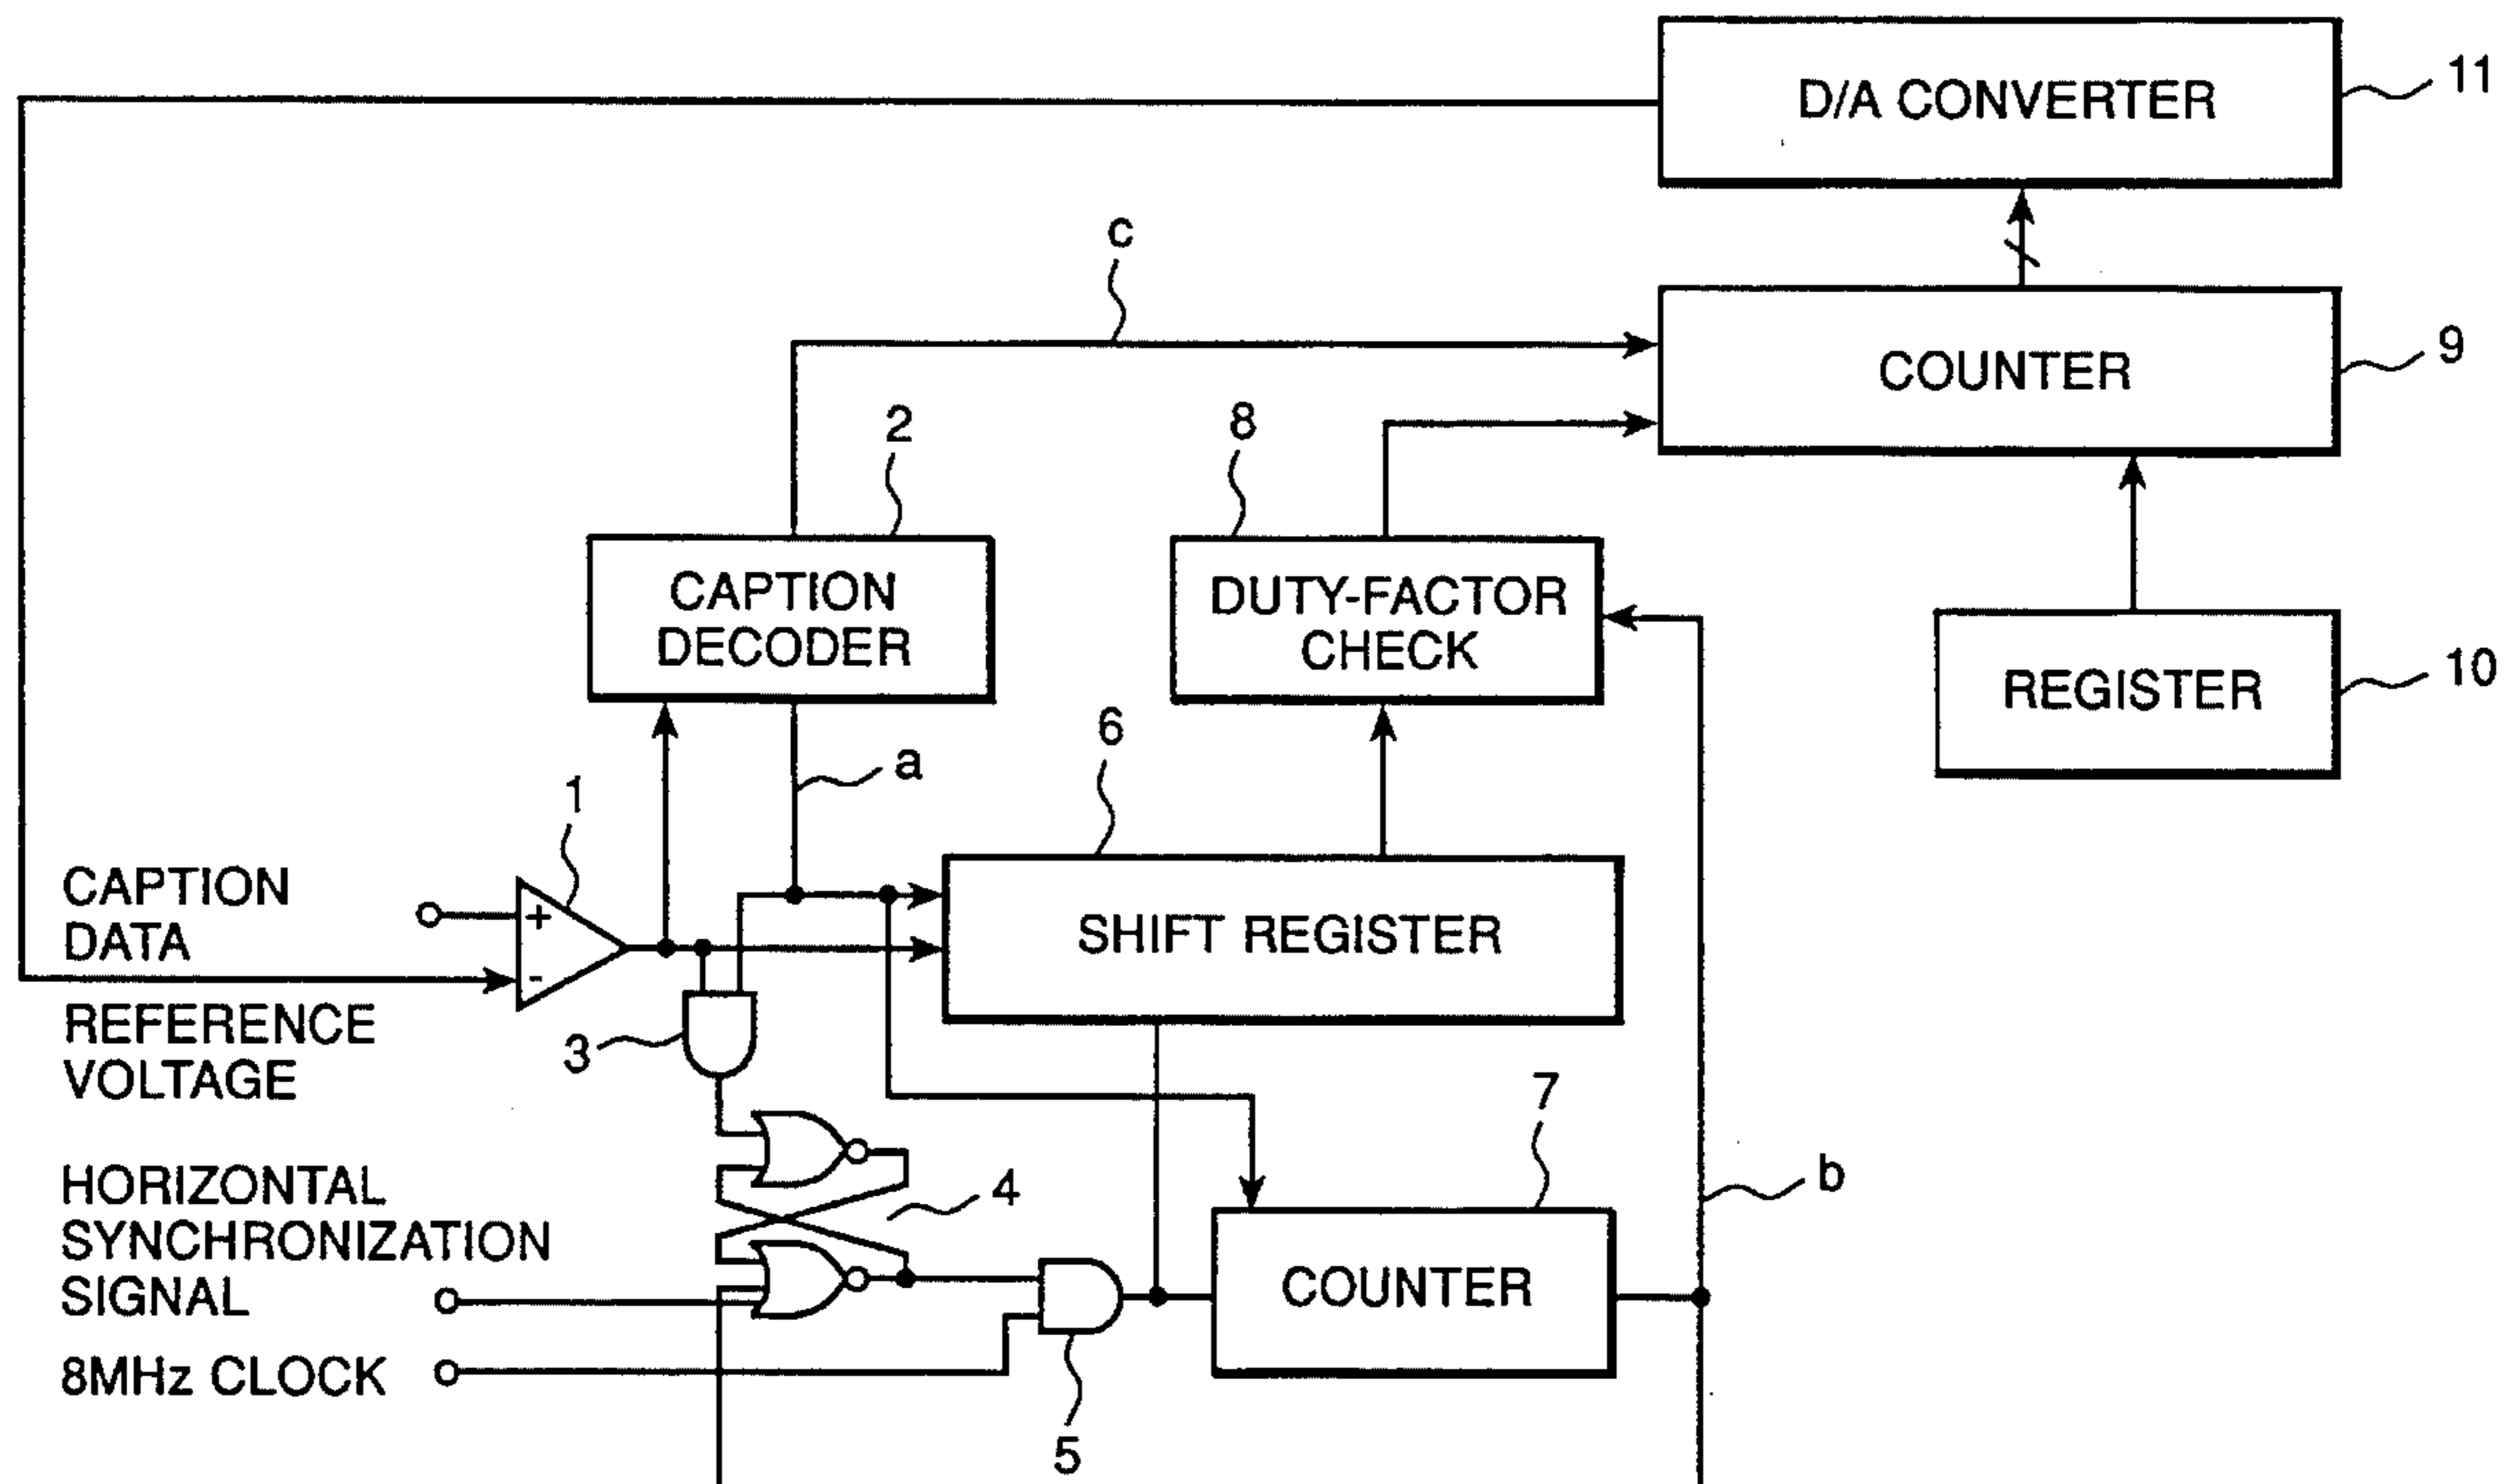 D/A CONVERTER
11
c
COUNTER
9
2
8
CAPTION
DECODER
DUTY-FACTOR
CHECK
REGISTER
10
6
a
1
CAPTION
DATA
+
-
SHIFT REGISTER
REFERENCE
VOLTAGE
3
7
HORIZONTAL
SYNCHRONIZATION
SIGNAL
4
b
COUNTER
8MHz CLOCK
5